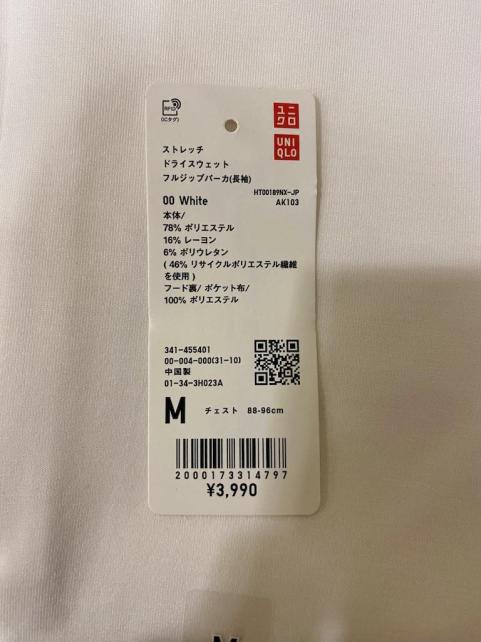 RFID
(ICタグ)
ユニ
クロ
UNI
QLO
ストレッチ
ドライスウェット
フルジップパーカ(長袖)
HT00189NX-JP
00 White
AK103
本体/
78% ポリエステル
16% レーヨン
6% ポリウレタン
( 46% リサイクルポリエステル繊維
を使用 )
フード裏/ ポケット布/
100% ポリエステル
341-455401
00-004-000(31-10)
中国製
01-34-3H023A
M チェスト 88-96cm
2000173314797
¥3,990
M